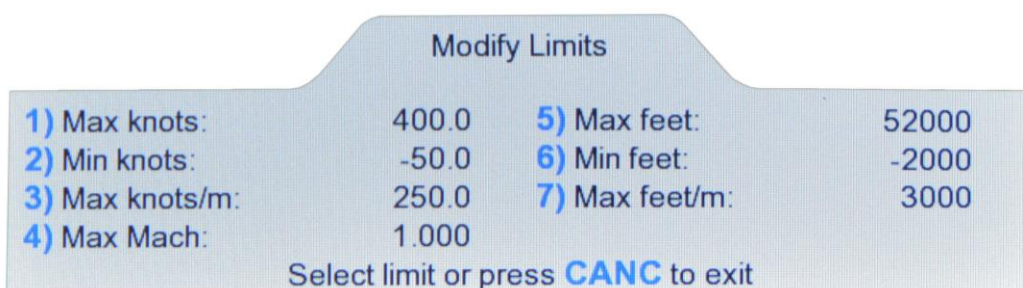 Modify Limits
1) Max knots: 400.0 5) Max feet: 52000
2) Min knots: -50.0 6) Min feet: -2000
3) Max knots/m: 250.0 7) Max feet/m: 3000
4) Max Mach: 1.000
Select limit or press CANC to exit